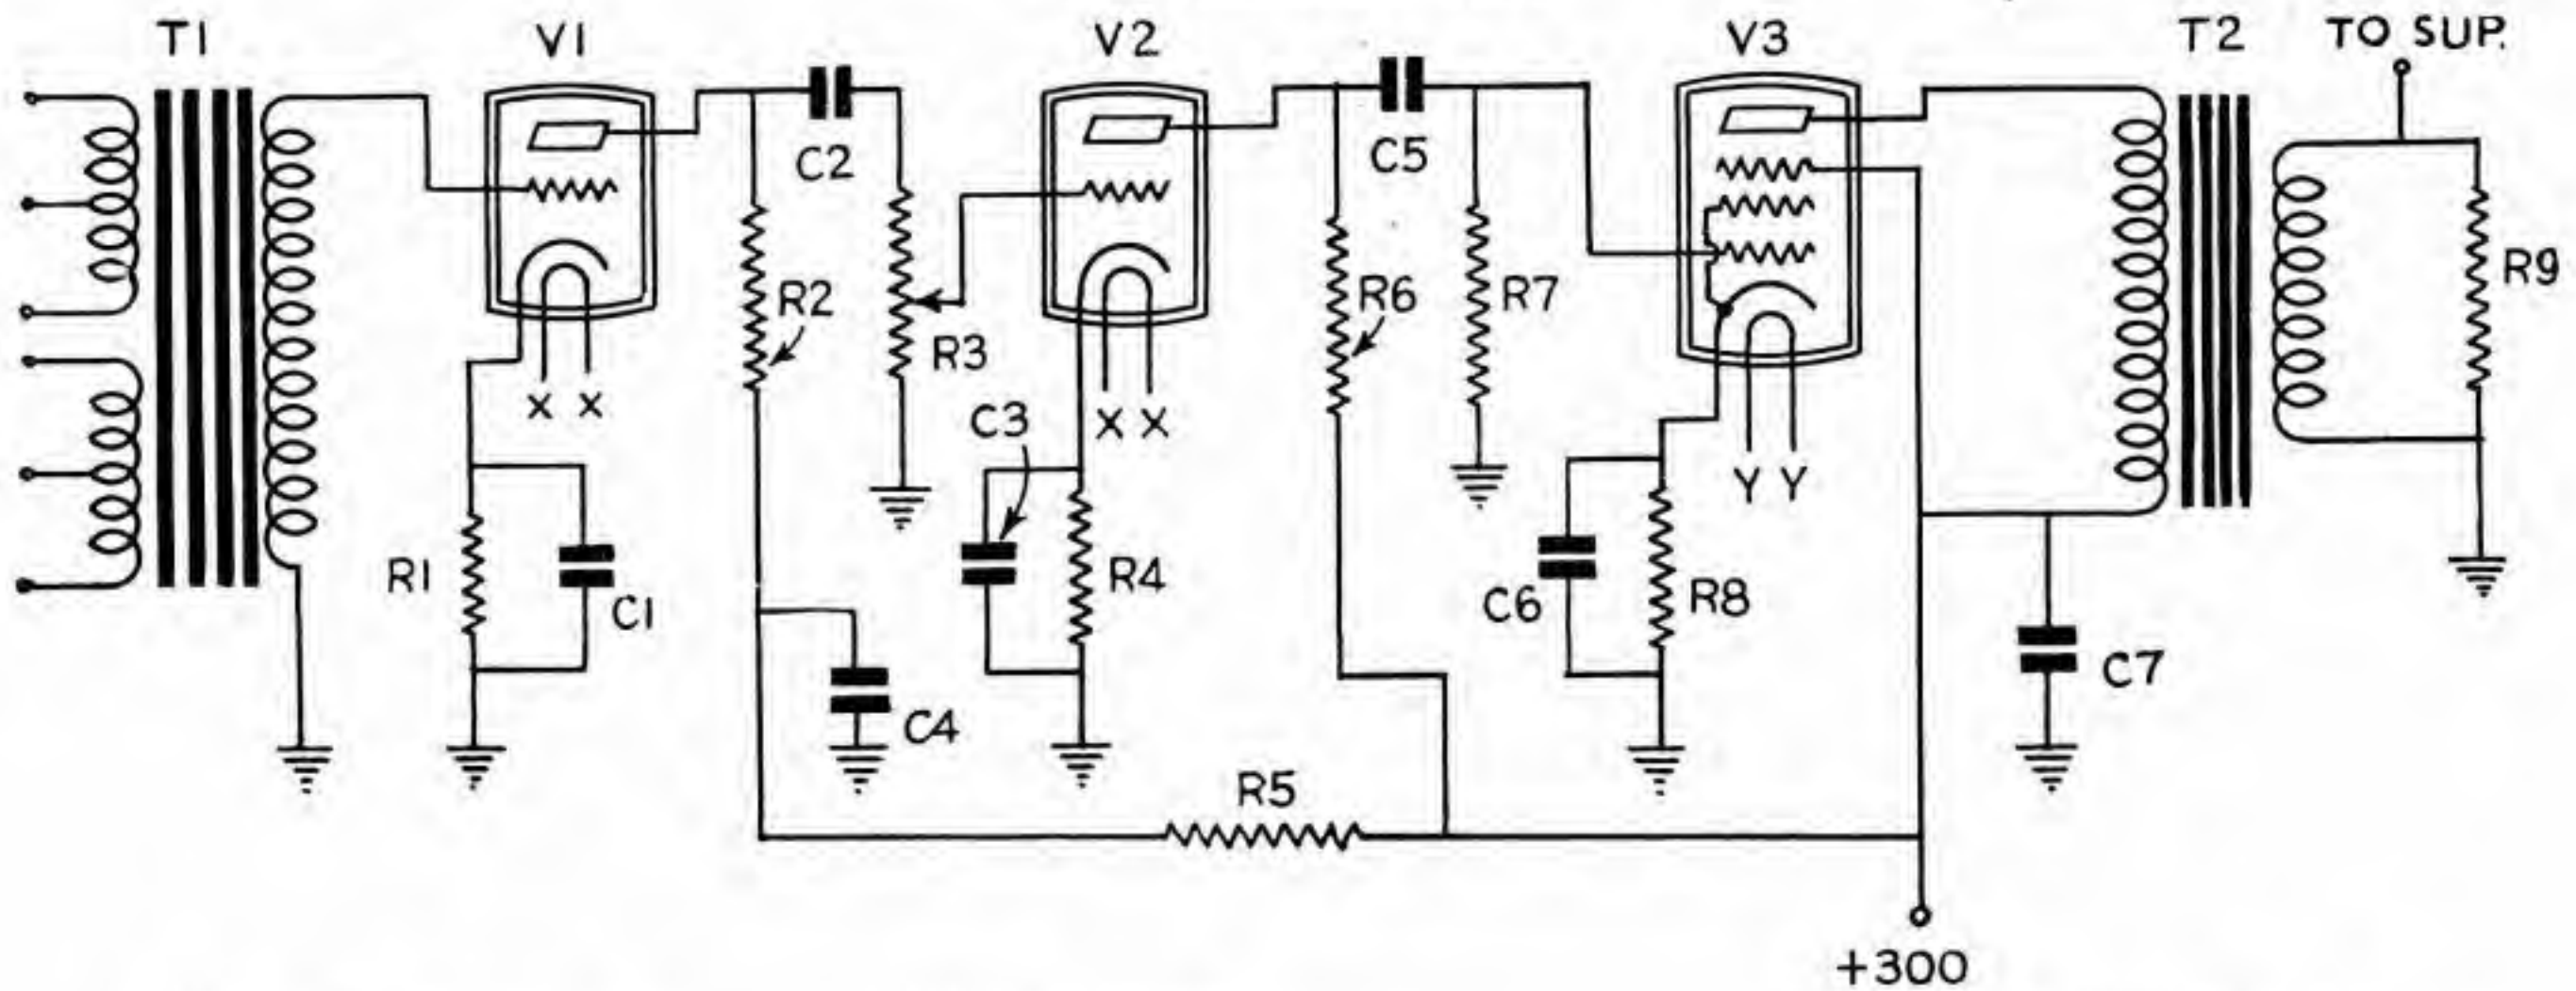 T1
V1
V2
V3
T2
TO SUP.
C2
C5
R2
R3
R6
R7
R9
X X
C3
X X
Y Y
R1
C1
R4
C6
R8
C4
C7
R5
+300